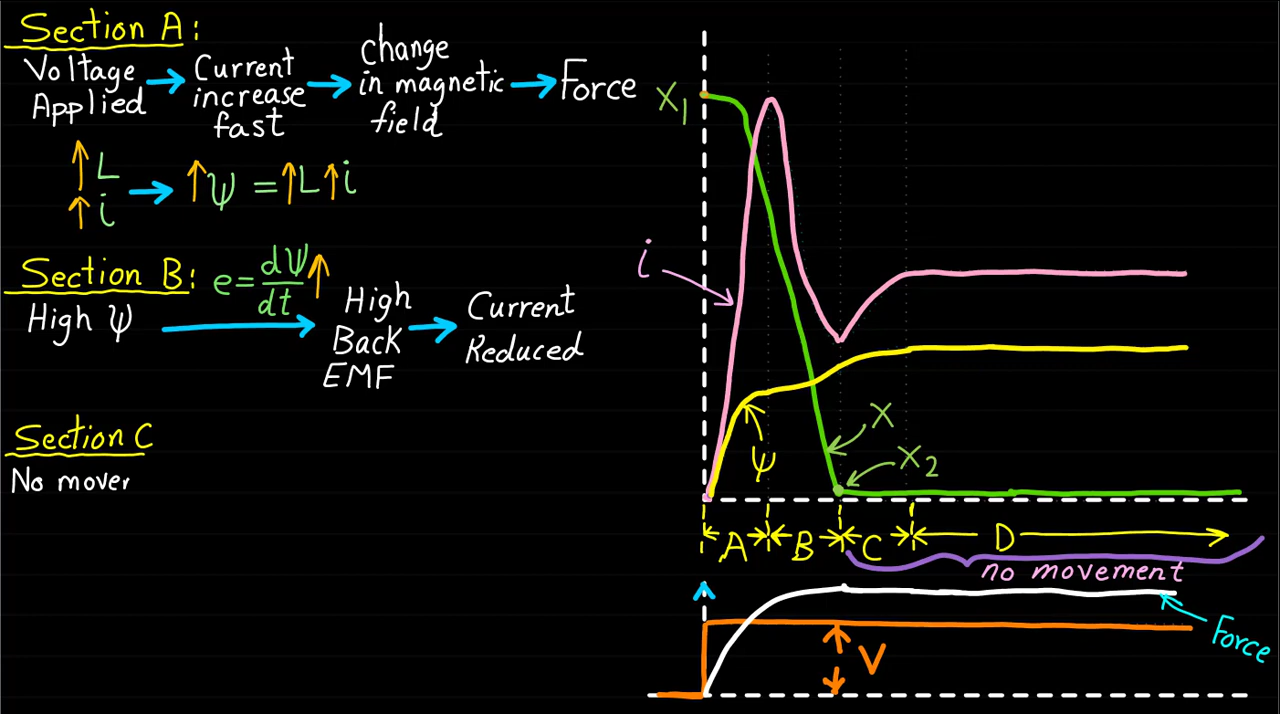 Section A:
Voltage Applied → Current increase fast → Change in magnetic field → Force
↑L
↑i → ↑ψ = ↑L↑i
Section B: e = dψ/dt ↑
High ψ → High Back EMF → Current Reduced
Section C
No mover
X1
i
ψ
X
X2
A B C D
no movement
V
Force